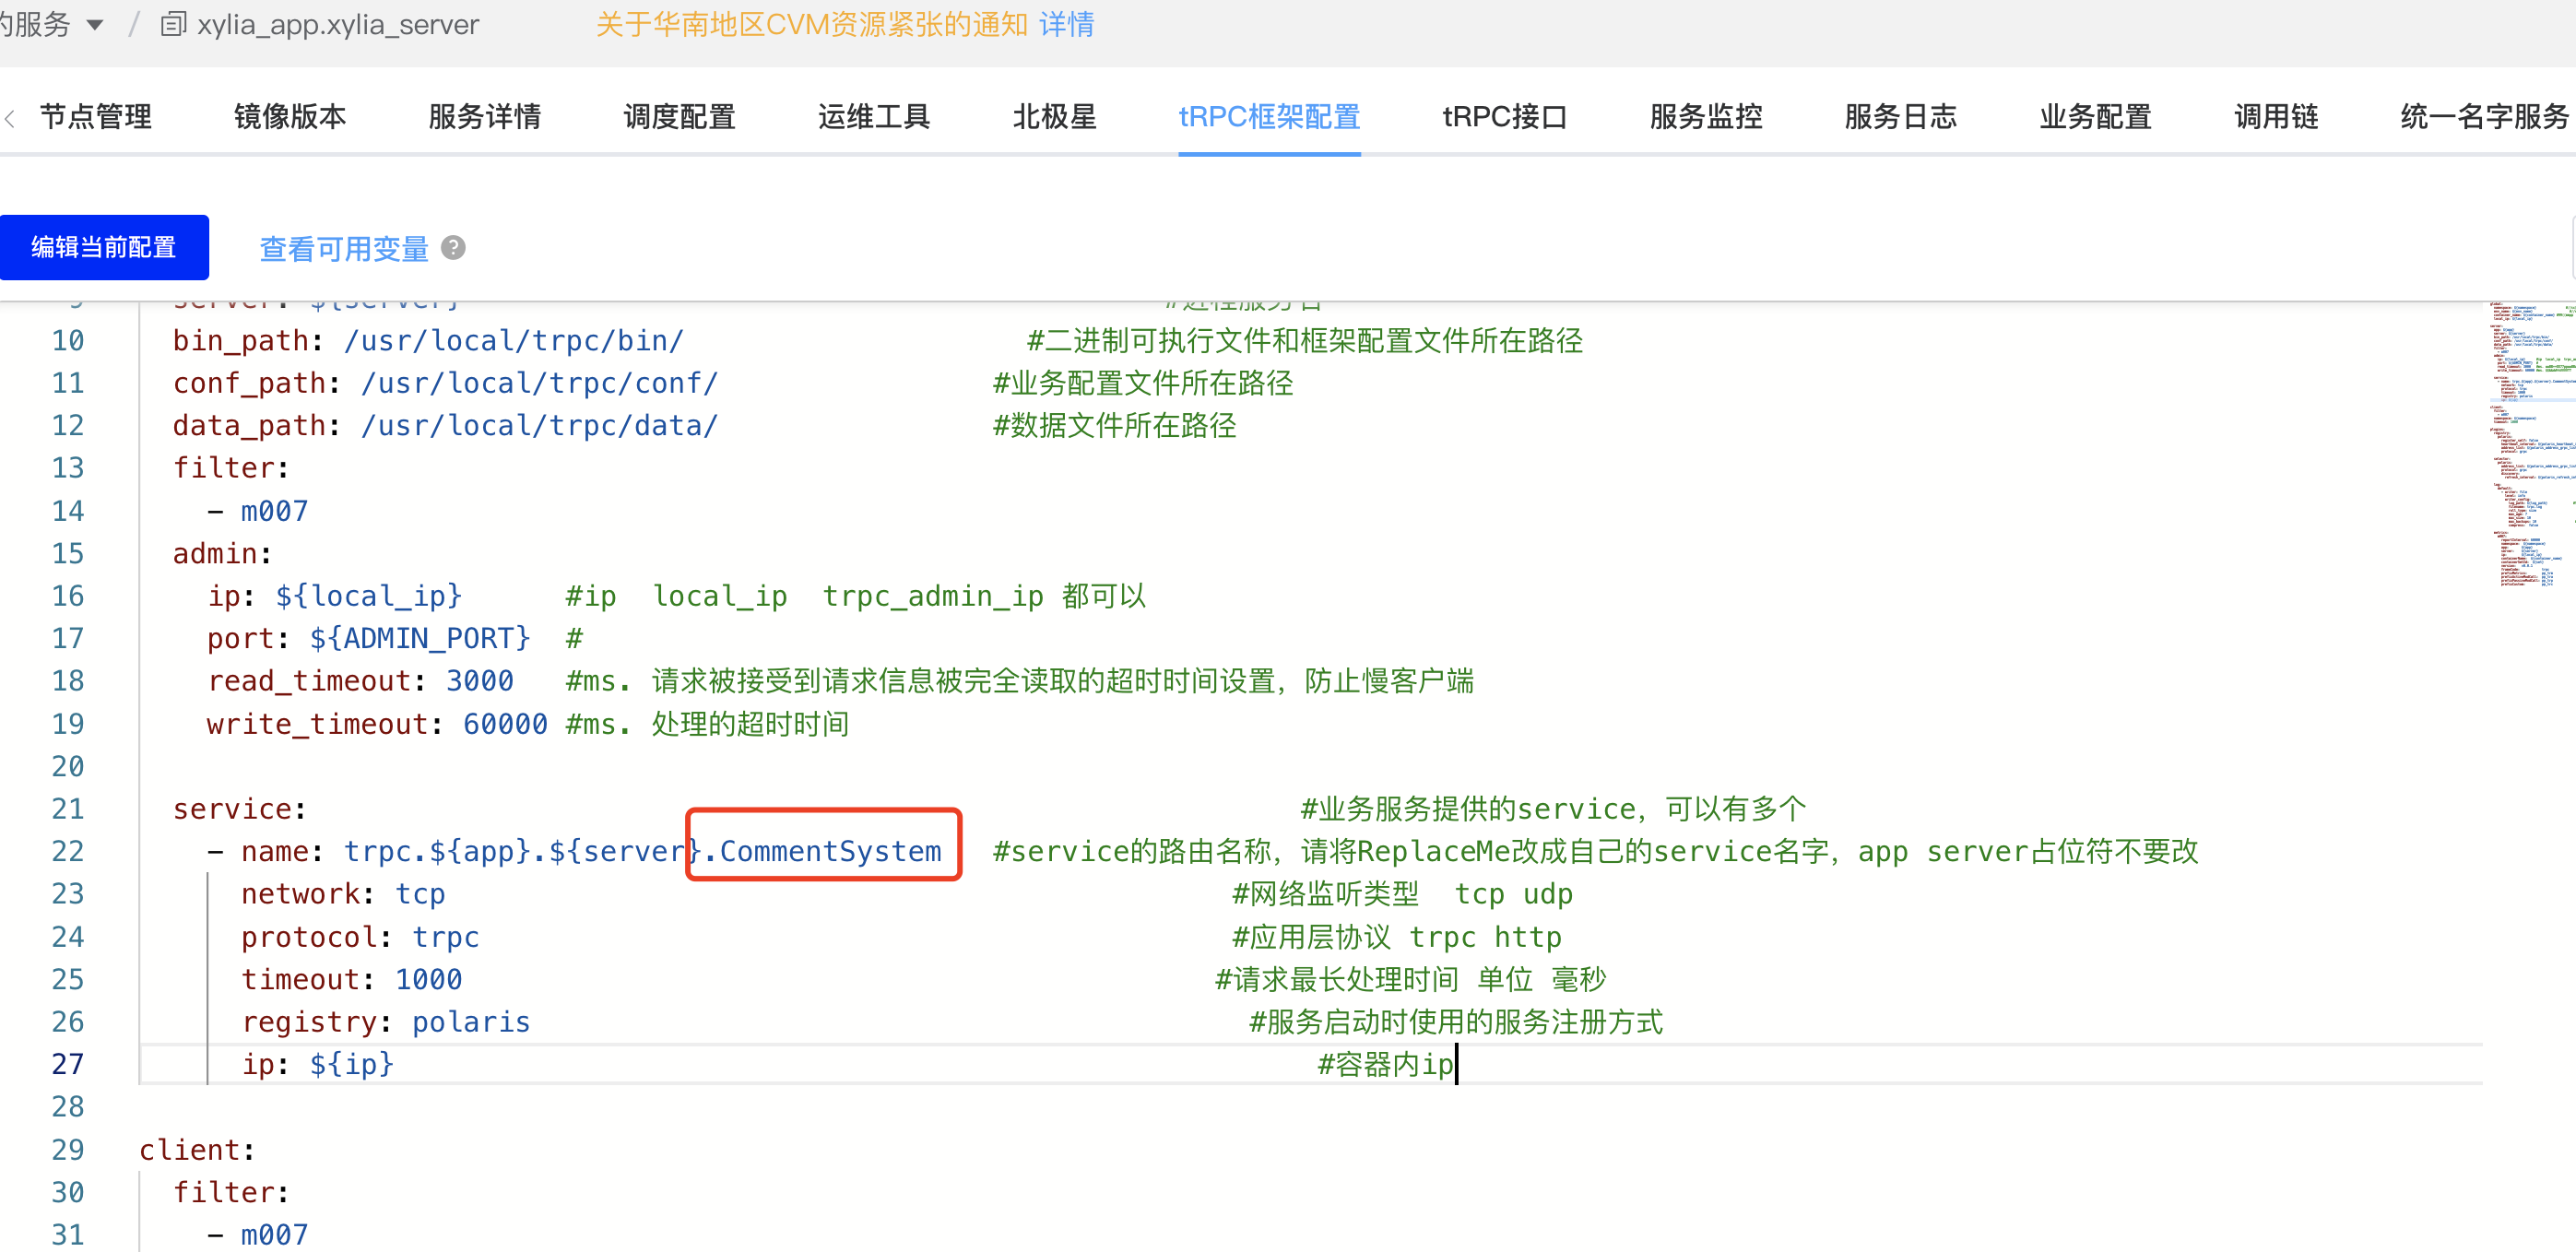 的服务 / xylia_app.xylia_server 关于华南地区CVM资源紧张的通知 详情
节点管理 镜像版本 服务详情 调度配置 运维工具 北极星 tRPC框架配置 tRPC接口 服务监控 服务日志 业务配置 调用链 统一名字服务
编辑当前配置 查看可用变量 ?
9 server: ${server} #进程服务名
10 bin_path: /usr/local/trpc/bin/ #二进制可执行文件和框架配置文件所在路径
11 conf_path: /usr/local/trpc/conf/ #业务配置文件所在路径
12 data_path: /usr/local/trpc/data/ #数据文件所在路径
13 filter:
14 - m007
15 admin:
16 ip: ${local_ip} #ip local_ip trpc_admin_ip 都可以
17 port: ${ADMIN_PORT} #
18 read_timeout: 3000 #ms. 请求被接受到请求信息被完全读取的超时时间设置，防止慢客户端
19 write_timeout: 60000 #ms. 处理的超时时间
20
21 service: #业务服务提供的service，可以有多个
22 - name: trpc.${app}.${server}.CommentSystem #service的路由名称，请将ReplaceMe改成自己的service名字，app server占位符不要改
23 network: tcp #网络监听类型 tcp udp
24 protocol: trpc #应用层协议 trpc http
25 timeout: 1000 #请求最长处理时间 单位 毫秒
26 registry: polaris #服务启动时使用的服务注册方式
27 ip: ${ip} #容器内ip
28
29 client:
30 filter:
31 - m007